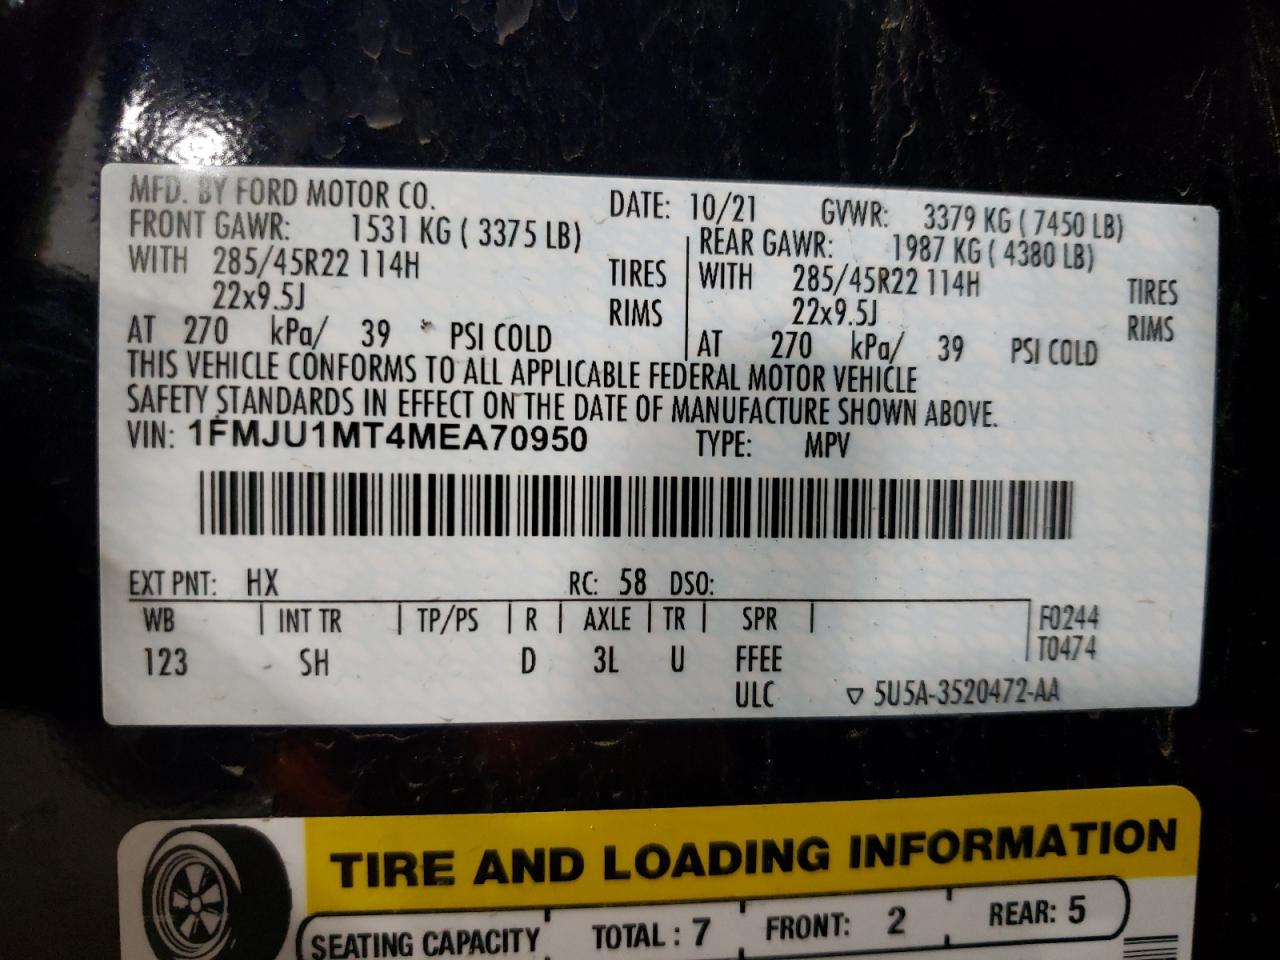 MFD. BY FORD MOTOR CO. DATE: 10/21 GVWR: 3379 KG ( 7450 LB)
FRONT GAWR: 1531 KG ( 3375 LB) REAR GAWR: 1987 KG ( 4380 LB)
WITH 285/45R22 114H TIRES WITH 285/45R22 114H TIRES
22x9.5J RIMS 22x9.5J RIMS
AT 270 kPa/ 39 PSI COLD AT 270 kPa/ 39 PSI COLD
THIS VEHICLE CONFORMS TO ALL APPLICABLE FEDERAL MOTOR VEHICLE
SAFETY STANDARDS IN EFFECT ON THE DATE OF MANUFACTURE SHOWN ABOVE.
VIN: 1FMJU1MT4MEA70950 TYPE: MPV
EXT PNT: HX RC: 58 DSO:
WB INT TR TP/PS R AXLE TR SPR F0244
123 SH D 3L U FFEE T0474
ULC ▽ 5U5A-3520472-AA
TIRE AND LOADING INFORMATION
SEATING CAPACITY TOTAL : 7 FRONT: 2 REAR: 5